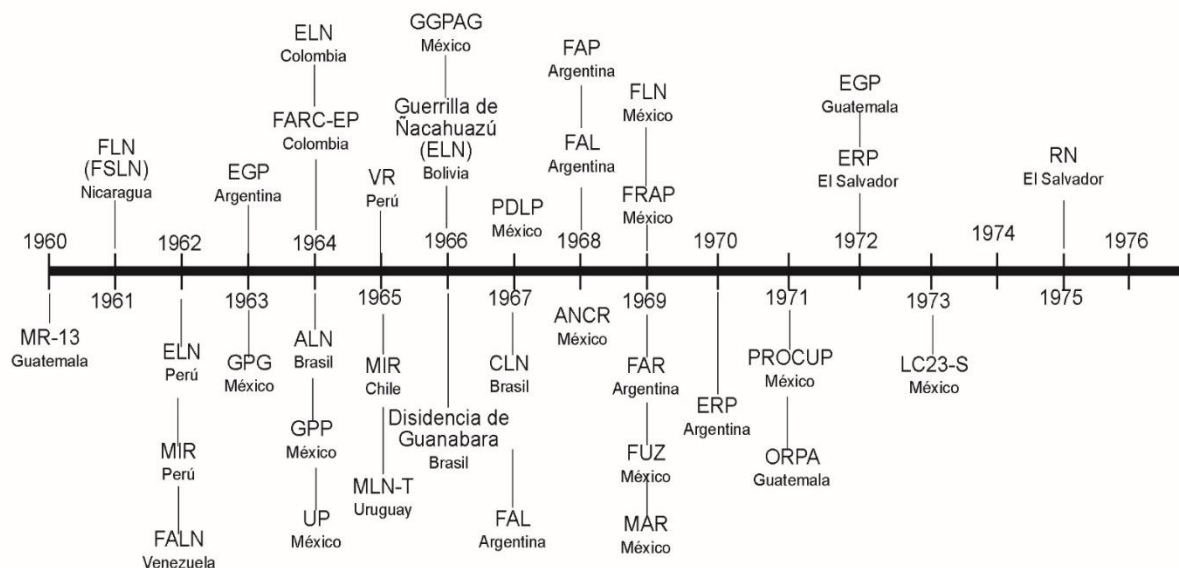 ELN
Colombia
FARC-EP
Colombia
GGPAG
México
Guerrilla de
Ñacahuazú
(ELN)
Bolivia
FAP
Argentina
FAL
Argentina
FLN
México
FRAP
México
EGP
Guatemala
ERP
El Salvador
FLN
(FSLN)
Nicaragua
EGP
Argentina
VR
Perú
PDLP
México
RN
El Salvador
1960
1962
1964
1966
1968
1970
1972
1974
1976
1961
1963
1965
1967
1969
1971
1973
1975
MR-13
Guatemala
ELN
Perú
MIR
Perú
FALN
Venezuela
GPG
México
ALN
Brasil
GPP
México
UP
México
MIR
Chile
MLN-T
Uruguay
Disidencia de
Guanabara
Brasil
CLN
Brasil
FAL
Argentina
ANCR
México
FAR
Argentina
FUZ
México
MAR
México
ERP
Argentina
PROCUP
México
ORPA
Guatemala
LC23-S
México